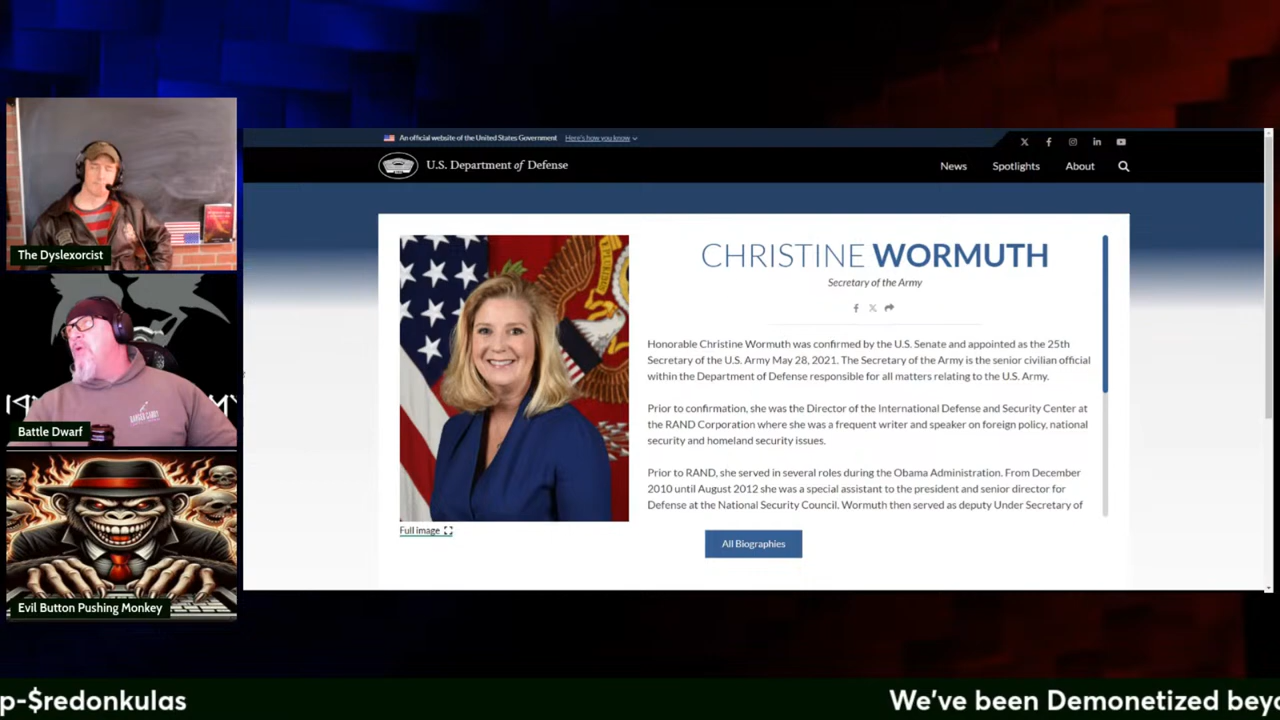 The Dyslexorcist
Battle Dwarf
Evil Button Pushing Monkey
An official website of the United States Government Here's how you know
U.S. Department of Defense
News Spotlights About
CHRISTINE WORMUTH
Secretary of the Army
Honorable Christine Wormuth was confirmed by the U.S. Senate and appointed as the 25th
Secretary of the U.S. Army May 28, 2021. The Secretary of the Army is the senior civilian official
within the Department of Defense responsible for all matters relating to the U.S. Army.
Prior to confirmation, she was the Director of the International Defense and Security Center at
the RAND Corporation where she was a frequent writer and speaker on foreign policy, national
security and homeland security issues.
Prior to RAND, she served in several roles during the Obama Administration. From December
2010 until August 2012 she was a special assistant to the president and senior director for
Defense at the National Security Council. Wormuth then served as deputy Under Secretary of
Full image
All Biographies
p-$redonkulas
We've been Demonetized beyo